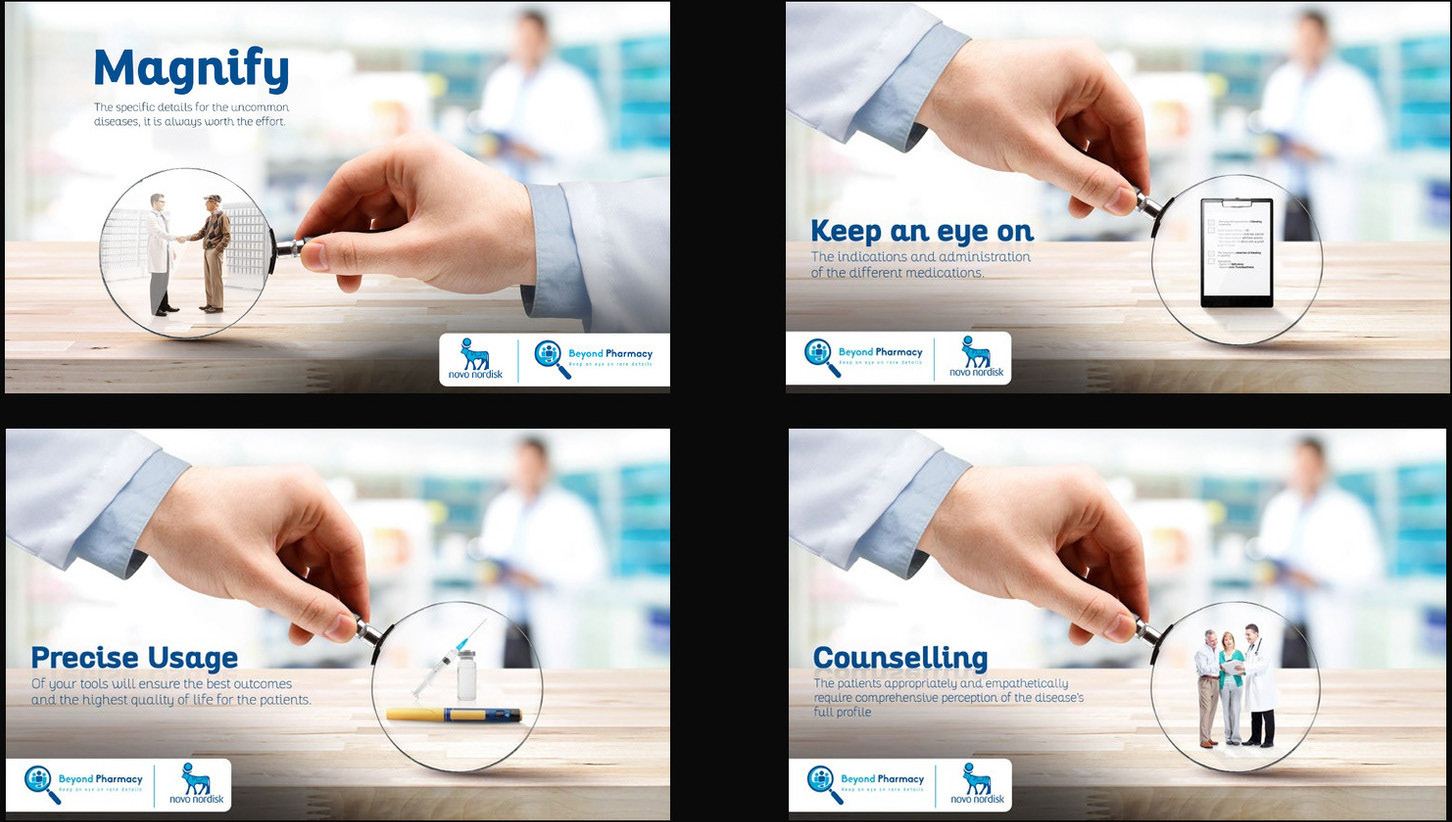 Magnify
The specific details for the uncommon
diseases, it is always worth the effort.
novo nordisk
Beyond Pharmacy
Keep an eye on rare details
Keep an eye on
The indications and administration
of the different medications.
Beyond Pharmacy
Keep an eye on rare details
novo nordisk
Precise Usage
Of your tools will ensure the best outcomes
and the highest quality of life for the patients.
Beyond Pharmacy
Keep an eye on rare details
novo nordisk
Counselling
The patients appropriately and empathetically
require comprehensive perception of the disease's
full profile
Beyond Pharmacy
Keep an eye on rare details
novo nordisk